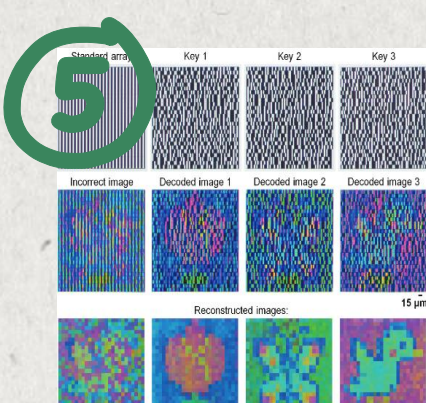 5
Standard array Key 1 Key 2 Key 3
Incorrect image Decoded image 1 Decoded image 2 Decoded image 3
15 µm
Reconstructed images: